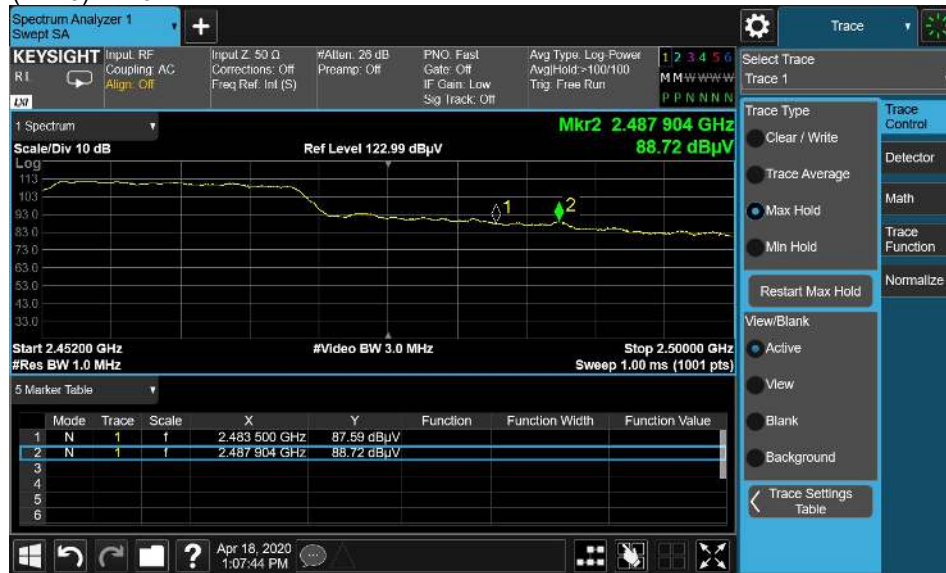 Spectrum Analyzer 1
Swept SA
+
Trace
KEYSIGHT
RL
LXI
Input: RF
Coupling: AC
Align: Off
Input Z: 50 Ω
Corrections: Off
Freq Ref: Int (S)
#Atten: 26 dB
Preamp: Off
PNO: Fast
Gate: Off
IF Gain: Low
Sig Track: Off
Avg Type: Log-Power
Avg|Hold:>100/100
Trig: Free Run
1 2 3 4 5 6
M M W W W W
P P N N N N
1 Spectrum
Scale/Div 10 dB
Ref Level 122.99 dBµV
Mkr2 2.487 904 GHz
88.72 dBµV
Log
113
103
93.0
83.0
73.0
63.0
53.0
43.0
33.0
1
2
Start 2.45200 GHz
#Res BW 1.0 MHz
#Video BW 3.0 MHz
Stop 2.50000 GHz
Sweep 1.00 ms (1001 pts)
5 Marker Table
Mode Trace Scale X Y Function Function Width Function Value
1 N 1 f 2.483 500 GHz 87.59 dBµV
2 N 1 f 2.487 904 GHz 88.72 dBµV
3
4
5
6
Select Trace
Trace 1
Trace Type
Clear / Write
Trace Average
Max Hold
Min Hold
Restart Max Hold
View/Blank
Active
View
Blank
Background
Trace Settings
Table
Trace
Control
Detector
Math
Trace
Function
Normalize
?
Apr 18, 2020
1:07:44 PM